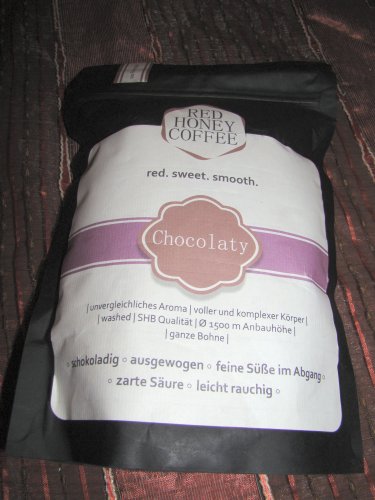 RED
HONEY
COFFEE
red. sweet. smooth.
Chocolaty
| unvergleichliches Aroma | voller und komplexer Körper |
| washed | SHB Qualität | Ø 1500 m Anbauhöhe |
| ganze Bohne |
schokoladig ◦ ausgewogen ◦ feine Süße im Abgang ◦
◦ zarte Säure ◦ leicht rauchig ◦